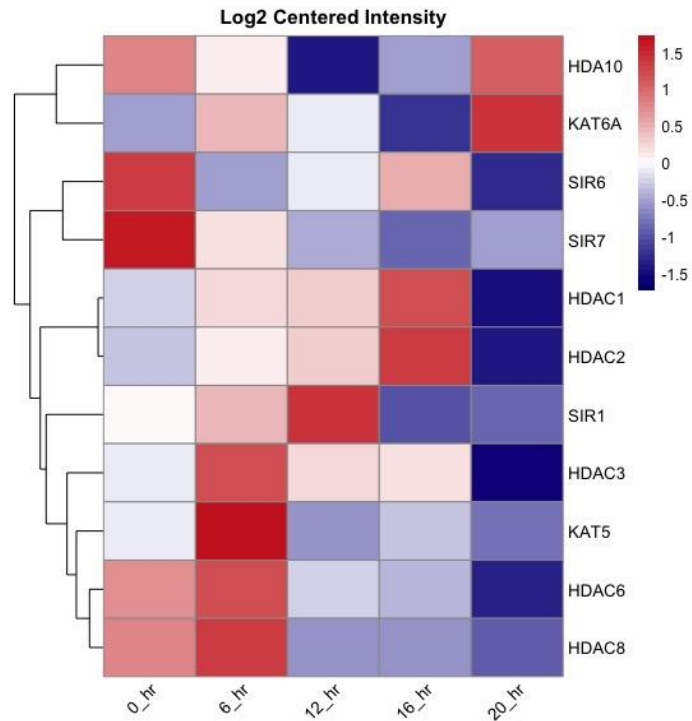 Log2 Centered Intensity
HDA10
KAT6A
SIR6
SIR7
HDAC1
HDAC2
SIR1
HDAC3
KAT5
HDAC6
HDAC8
0_hr
6_hr
12_hr
16_hr
20_hr
1.5
1
0.5
0
-0.5
-1
-1.5